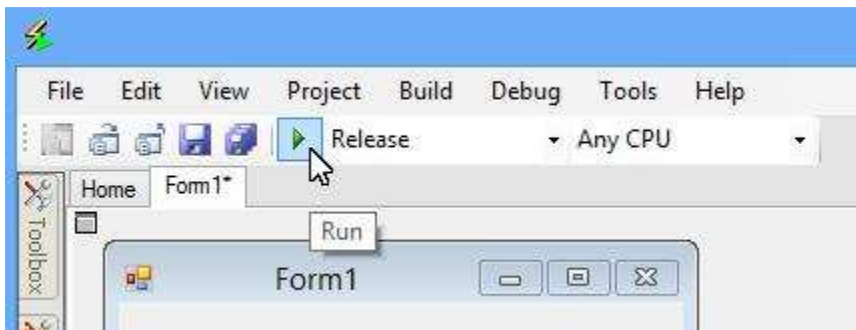 File Edit View Project Build Debug Tools Help
Release Any CPU
Home Form1*
Toolbox
Run
Form1